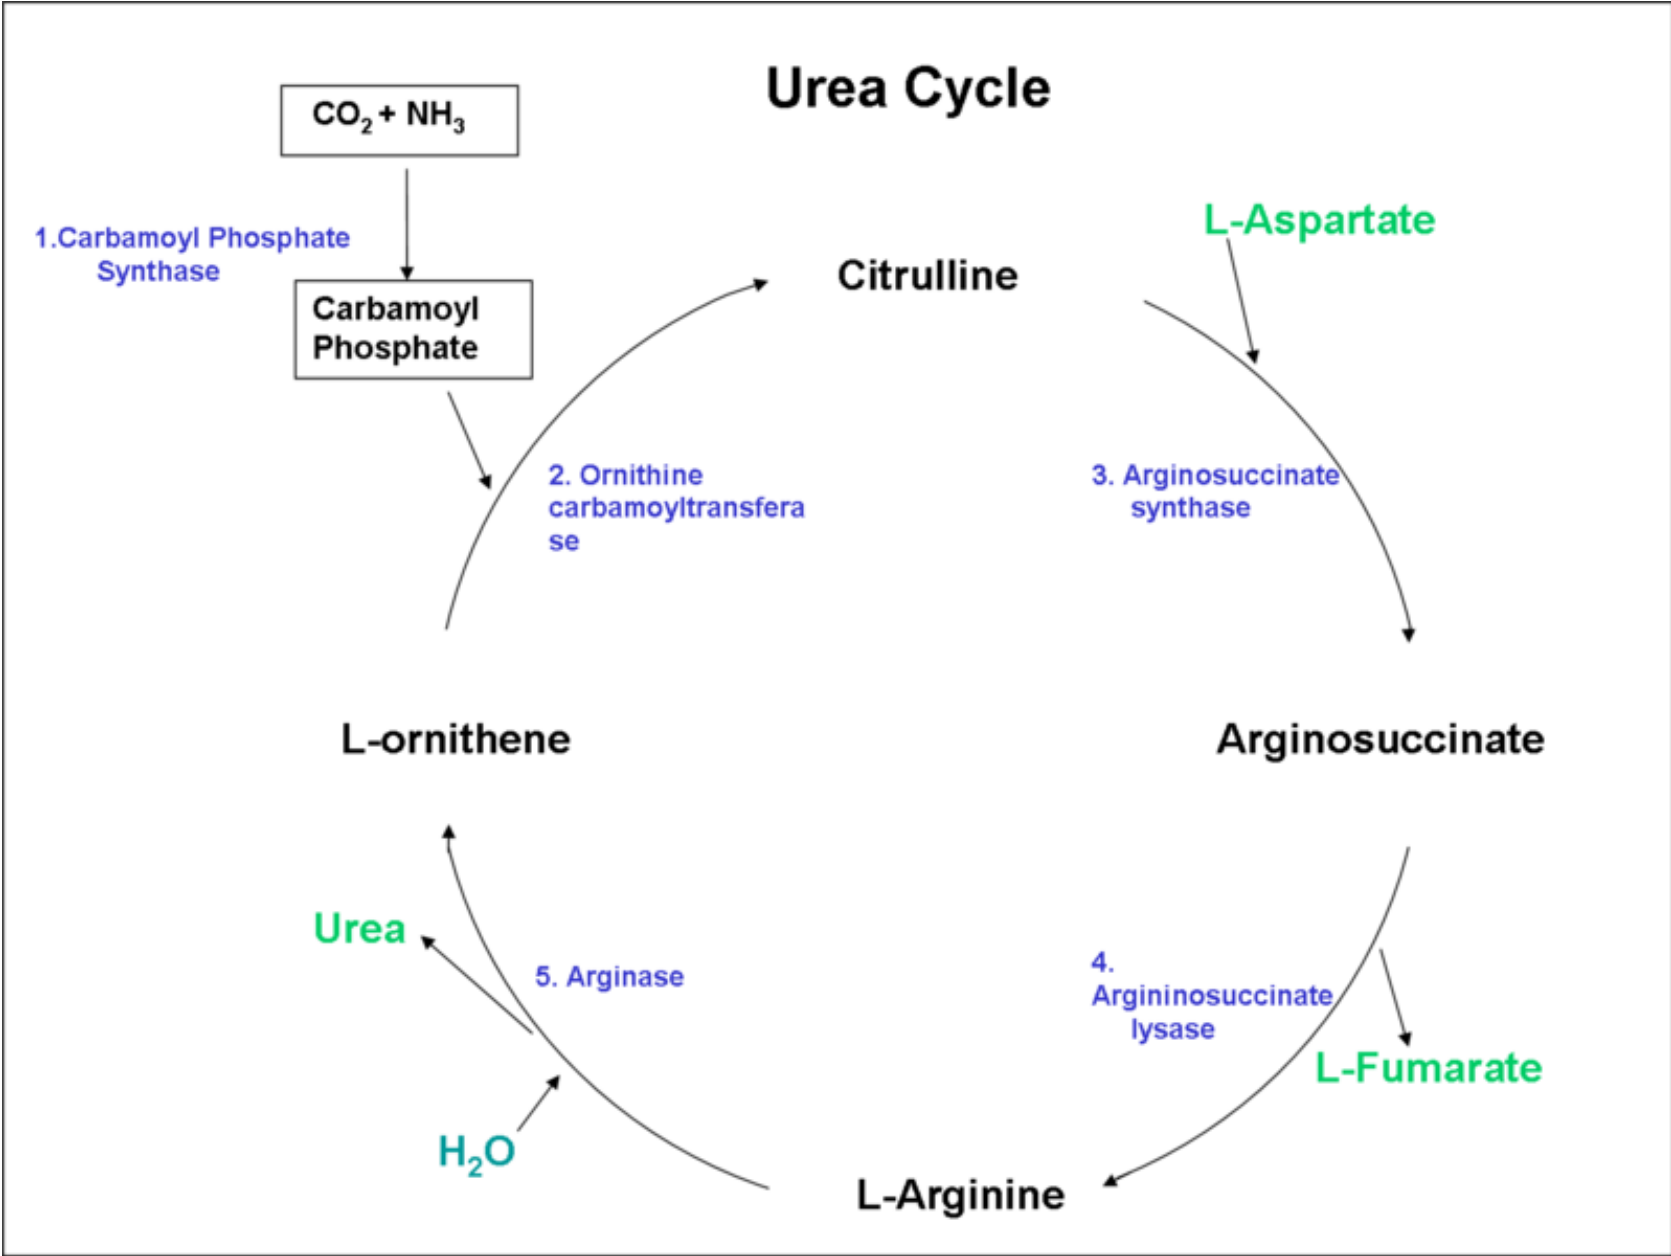 Urea Cycle
CO₂ + NH₃
1.Carbamoyl Phosphate
Synthase
Carbamoyl
Phosphate
L-Aspartate
Citrulline
2. Ornithine
carbamoyltransfera
se
3. Arginosuccinate
synthase
L-ornithene
Arginosuccinate
Urea
5. Arginase
4.
Argininosuccinate
lysase
L-Fumarate
H₂O
L-Arginine